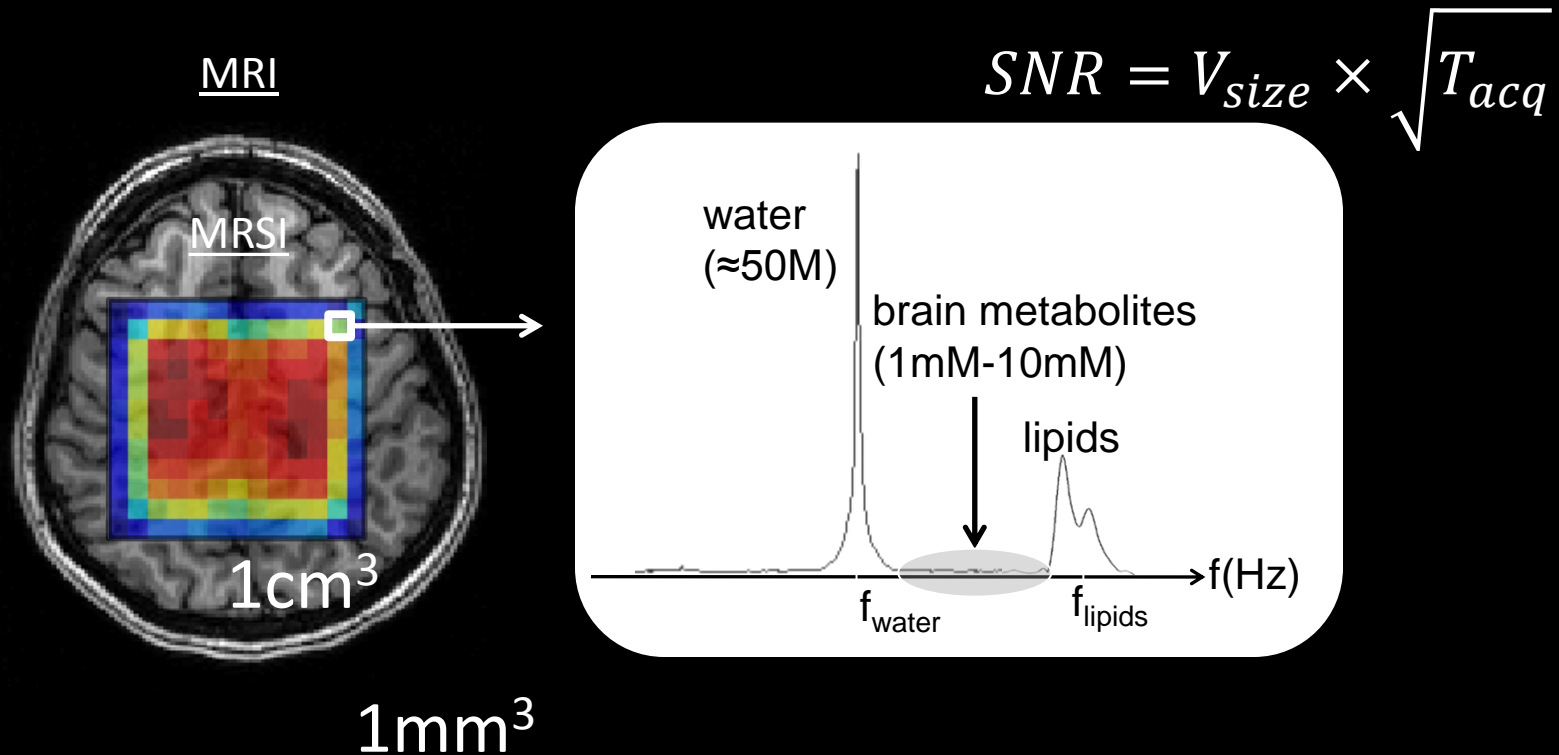 MRI
SNR = V_size × √T_acq
MRSI
water
(≈50M)
brain metabolites
(1mM-10mM)
lipids
f(Hz)
f_water
f_lipids
1cm³
1mm³